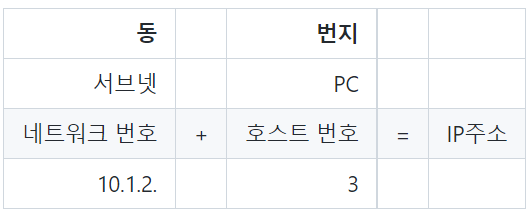 동 번지
서브넷 PC
네트워크 번호 + 호스트 번호 = IP주소
10.1.2. 3